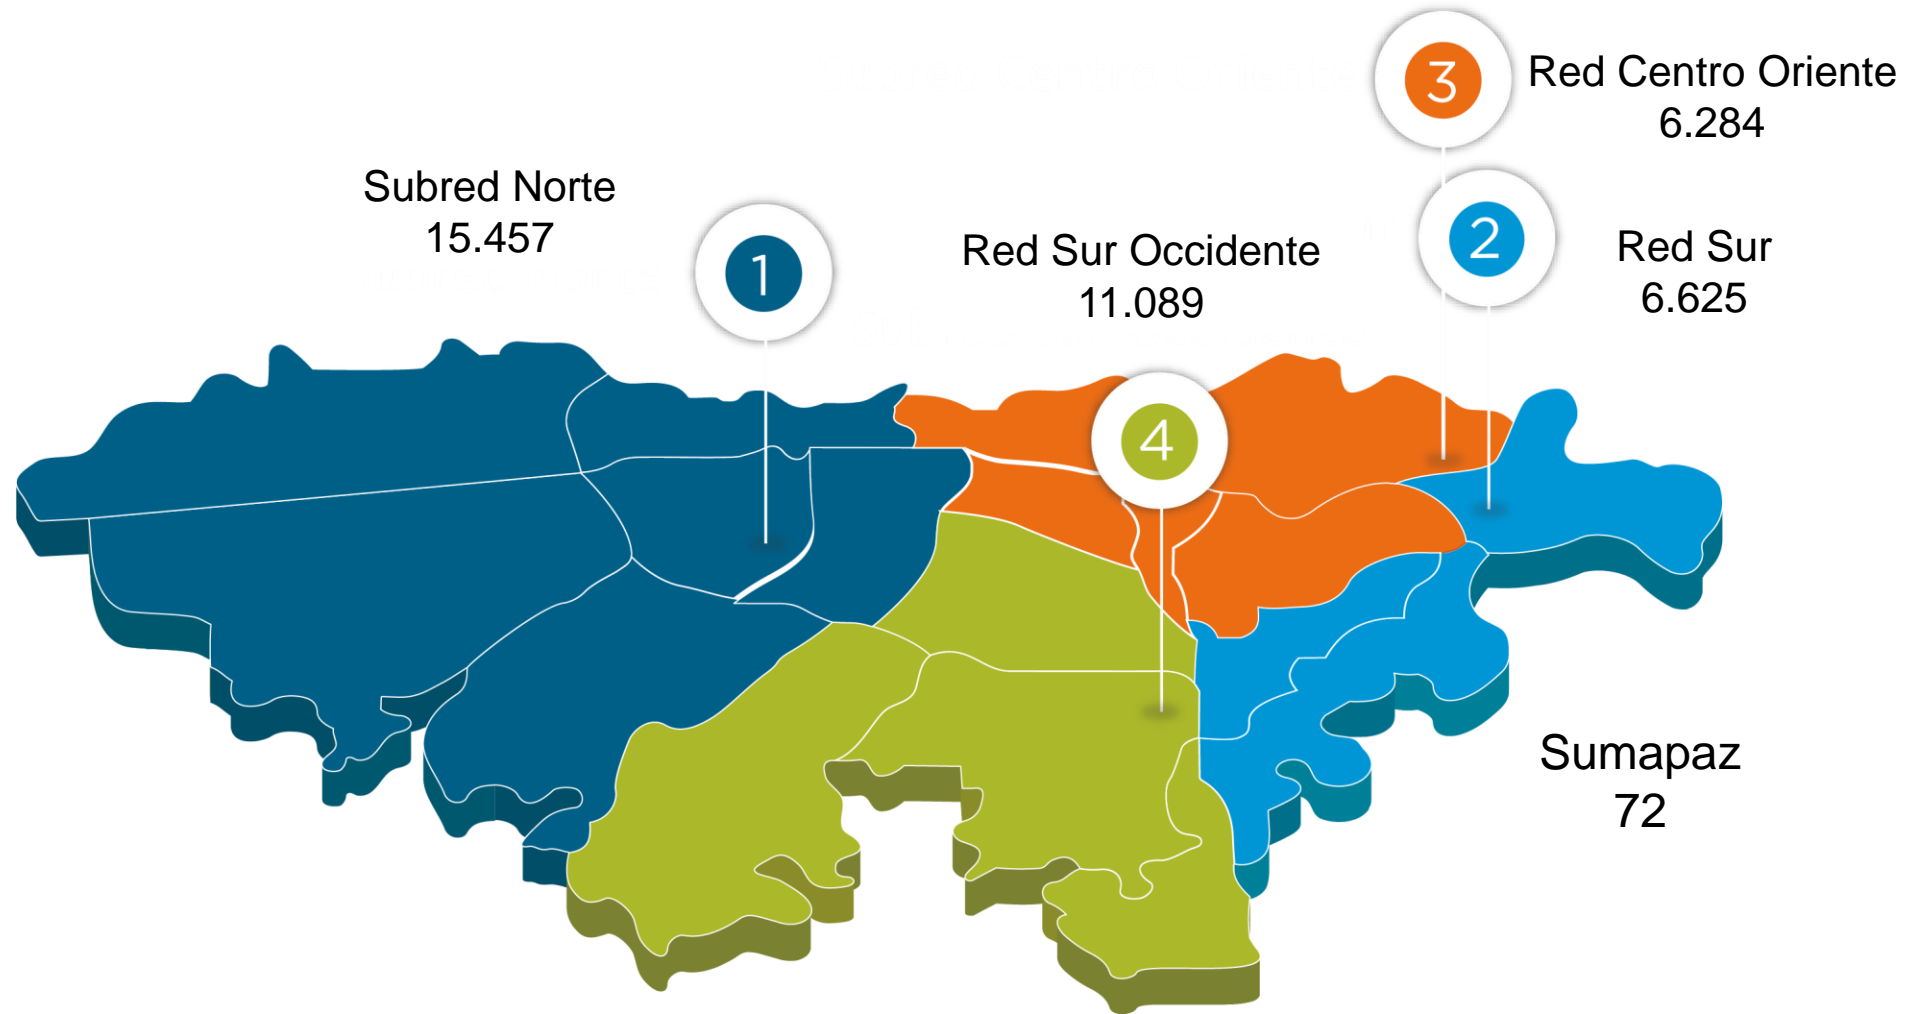 3
Red Centro Oriente
6.284
Subred Norte
15.457
1
Red Sur Occidente
11.089
2
Red Sur
6.625
4
Sumapaz
72